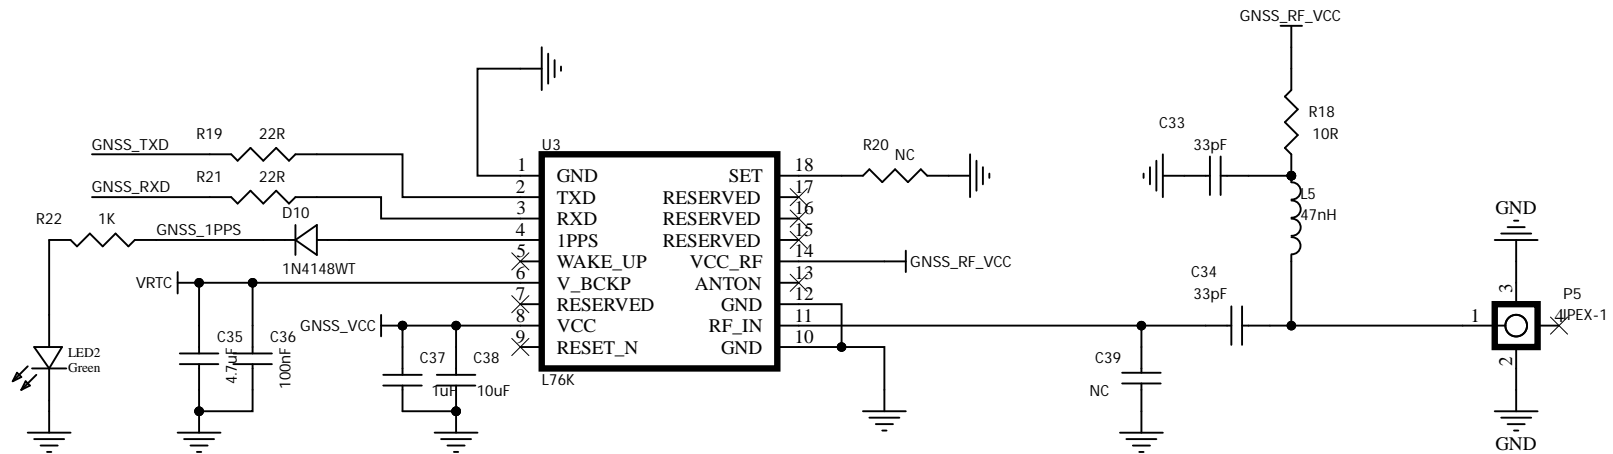 GNSS_RF_VCC
R18
10R
C33
33pF
L5
47nH
GND
R19 22R
GNSS_TXD
R21 22R
GNSS_RXD
R22
1K
GNSS_1PPS
D10
1N4148WT
VRTC
C35
4.7uF
C36
100nF
GNSS_VCC
C37
1uF
C38
10uF
LED2
Green
U3
1 GND
2 TXD
3 RXD
4 1PPS
5 WAKE_UP
6 V_BCKP
7 RESERVED
8 VCC
9 RESET_N
SET 18
RESERVED 17
RESERVED 16
RESERVED 15
VCC_RF 14
ANTON 13
GND 12
RF_IN 11
GND 10
L76K
R20
NC
GNSS_RF_VCC
C34
33pF
C39
NC
1
3
2
4
P5
IPEX-1
GND